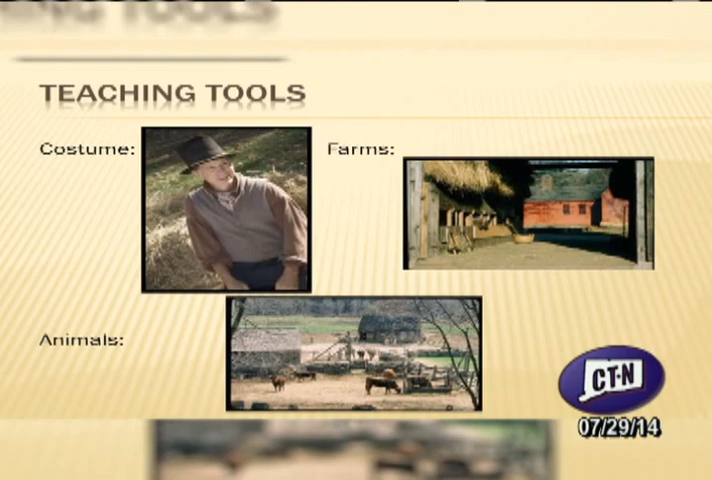 TEACHING TOOLS
Costume:
Farms:
Animals:
CT-N
07/29/14